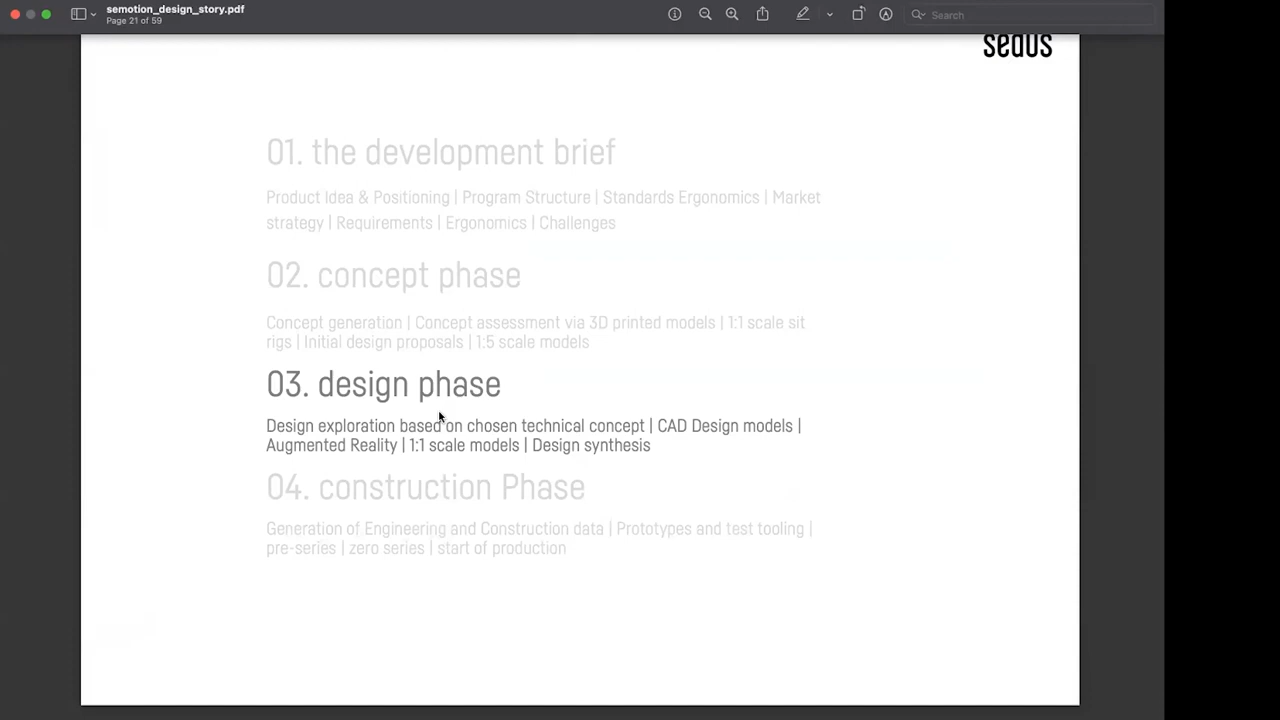 semotion_design_story.pdf
Page 21 of 59
Search
sedus
01. the development brief
Product Idea & Positioning | Program Structure | Standards Ergonomics | Market
strategy | Requirements | Ergonomics | Challenges
02. concept phase
Concept generation | Concept assessment via 3D printed models | 1:1 scale sit
rigs | Initial design proposals | 1:5 scale models
03. design phase
Design exploration based on chosen technical concept | CAD Design models |
Augmented Reality | 1:1 scale models | Design synthesis
04. construction Phase
Generation of Engineering and Construction data | Prototypes and test tooling |
pre-series | zero series | start of production